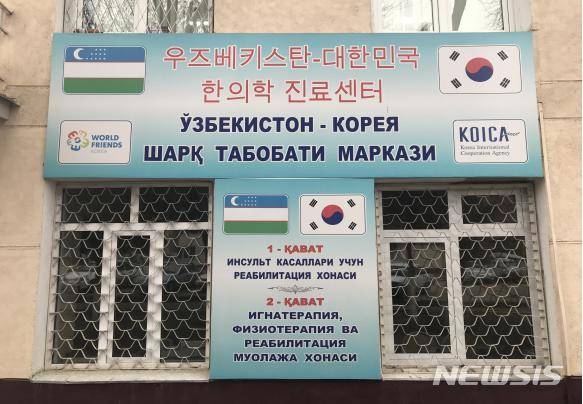 우즈베키스탄-대한민국
한의학 진료센터
ЎЗБЕКИСТОН - КОРЕЯ
ШАРҚ ТАБОБАТИ МАРКАЗИ
WORLD
FRIENDS
KOREA
KOICA
Korea International
Cooperation Agency
1 - ҚАВАТ
ИНСУЛЬТ КАСАЛЛАРИ УЧУН
РЕАБИЛИТАЦИЯ ХОНАСИ
2 - ҚАВАТ
ИГНАТЕРАПИЯ,
ФИЗИОТЕРАПИЯ ВА
РЕАБИЛИТАЦИЯ
МУОЛАЖА ХОНАСИ
NEWSIS